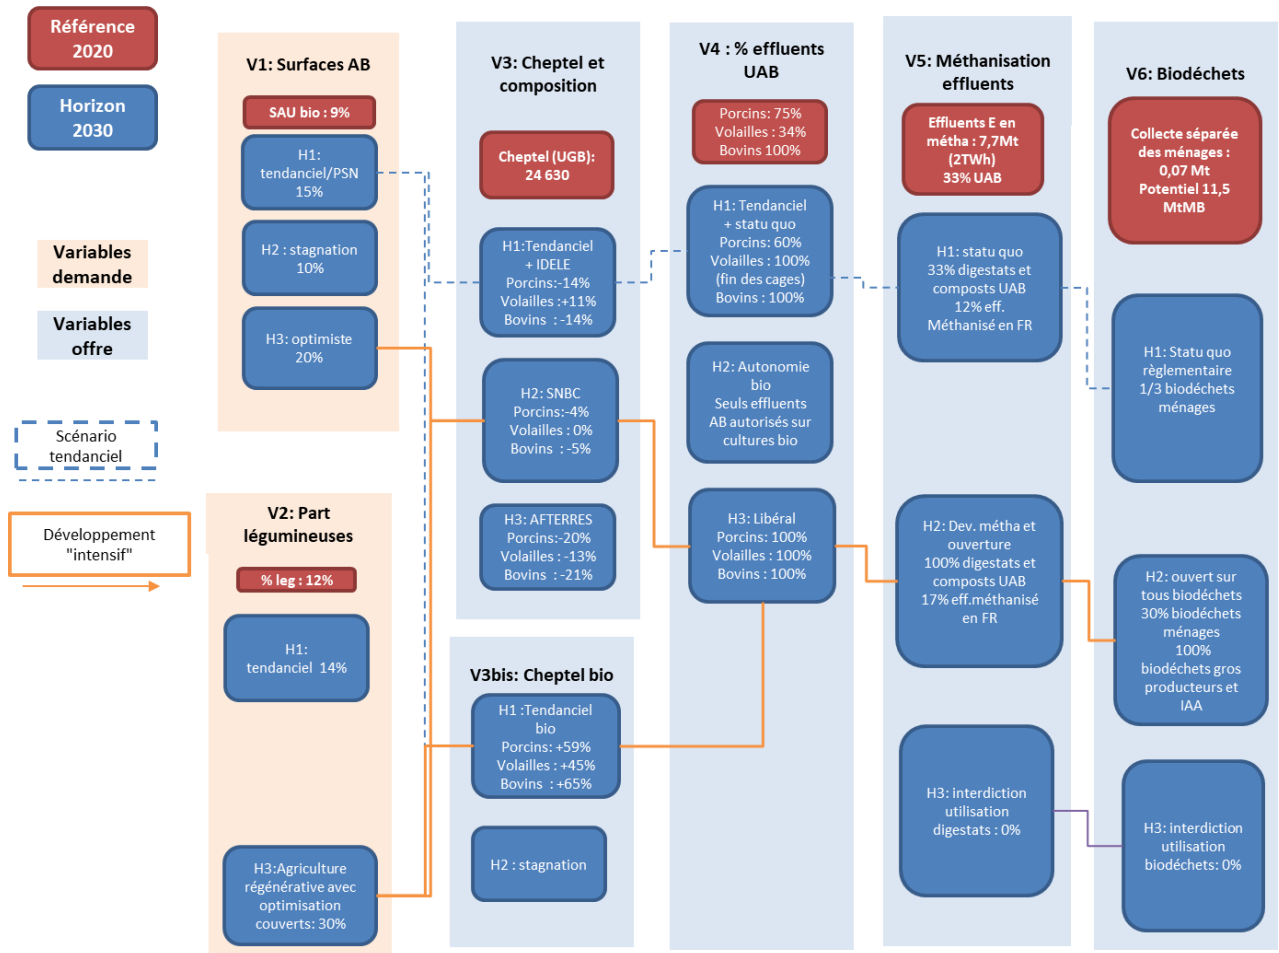 Référence
2020
Horizon
2030
Variables
demande
Variables
offre
Scénario
tendanciel
Développement
"intensif"
V1: Surfaces AB
SAU bio : 9%
H1:
tendanciel/PSN
15%
H2 : stagnation
10%
H3: optimiste
20%
V2: Part
légumineuses
% leg : 12%
H1:
tendanciel 14%
H3:Agriculture
régénérative avec
optimisation
couverts: 30%
V3: Cheptel et
composition
Cheptel (UGB):
24 630
H1:Tendanciel
+ IDELE
Porcins:-14%
Volailles :+11%
Bovins : -14%
H2: SNBC
Porcins:-4%
Volailles : 0%
Bovins : -5%
H3: AFTERRES
Porcins:-20%
Volailles : -13%
Bovins : -21%
V3bis: Cheptel bio
H1 :Tendanciel
bio
Porcins: +59%
Volailles : +45%
Bovins : +65%
H2 : stagnation
V4 : % effluents
UAB
Porcins: 75%
Volailles : 34%
Bovins 100%
H1: Tendanciel
+ statu quo
Porcins: 60%
Volailles : 100%
(fin des cages)
Bovins : 100%
H2: Autonomie
bio
Seuls effluents
AB autorisés sur
cultures bio
H3: Libéral
Porcins: 100%
Volailles : 100%
Bovins : 100%
V5: Méthanisation
effluents
Effluents E en
métha : 7,7Mt
(2TWh)
33% UAB
H1: statu quo
33% digestats et
composts UAB
12% eff.
Méthanisé en FR
H2: Dev. métha et
ouverture
100% digestats et
composts UAB
17% eff.méthanisé
en FR
H3: interdiction
utilisation
digestats : 0%
V6: Biodéchets
Collecte séparée
des ménages :
0,07 Mt
Potentiel 11,5
MtMB
H1: Statu quo
règlementaire
1/3 biodéchets
ménages
H2: ouvert sur
tous biodéchets
30% biodéchets
ménages
100%
biodéchets gros
producteurs et
IAA
H3: interdiction
utilisation
biodéchets: 0%